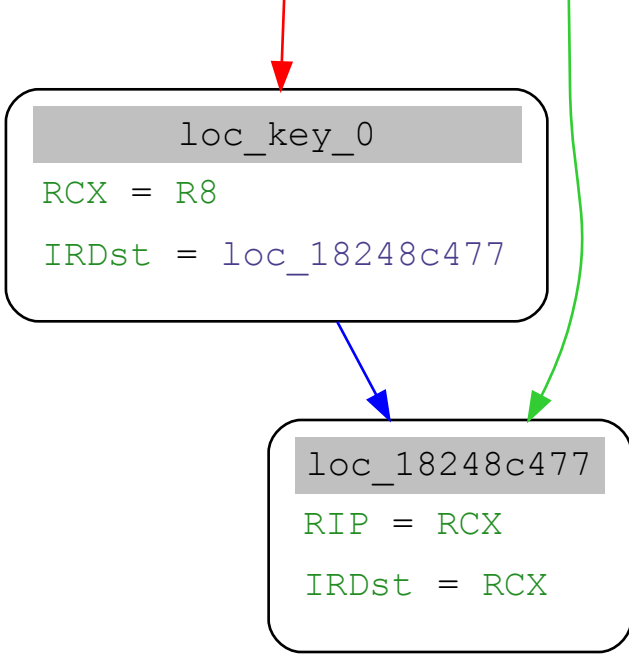 loc_key_0
RCX = R8
IRDst = loc_18248c477
loc_18248c477
RIP = RCX
IRDst = RCX